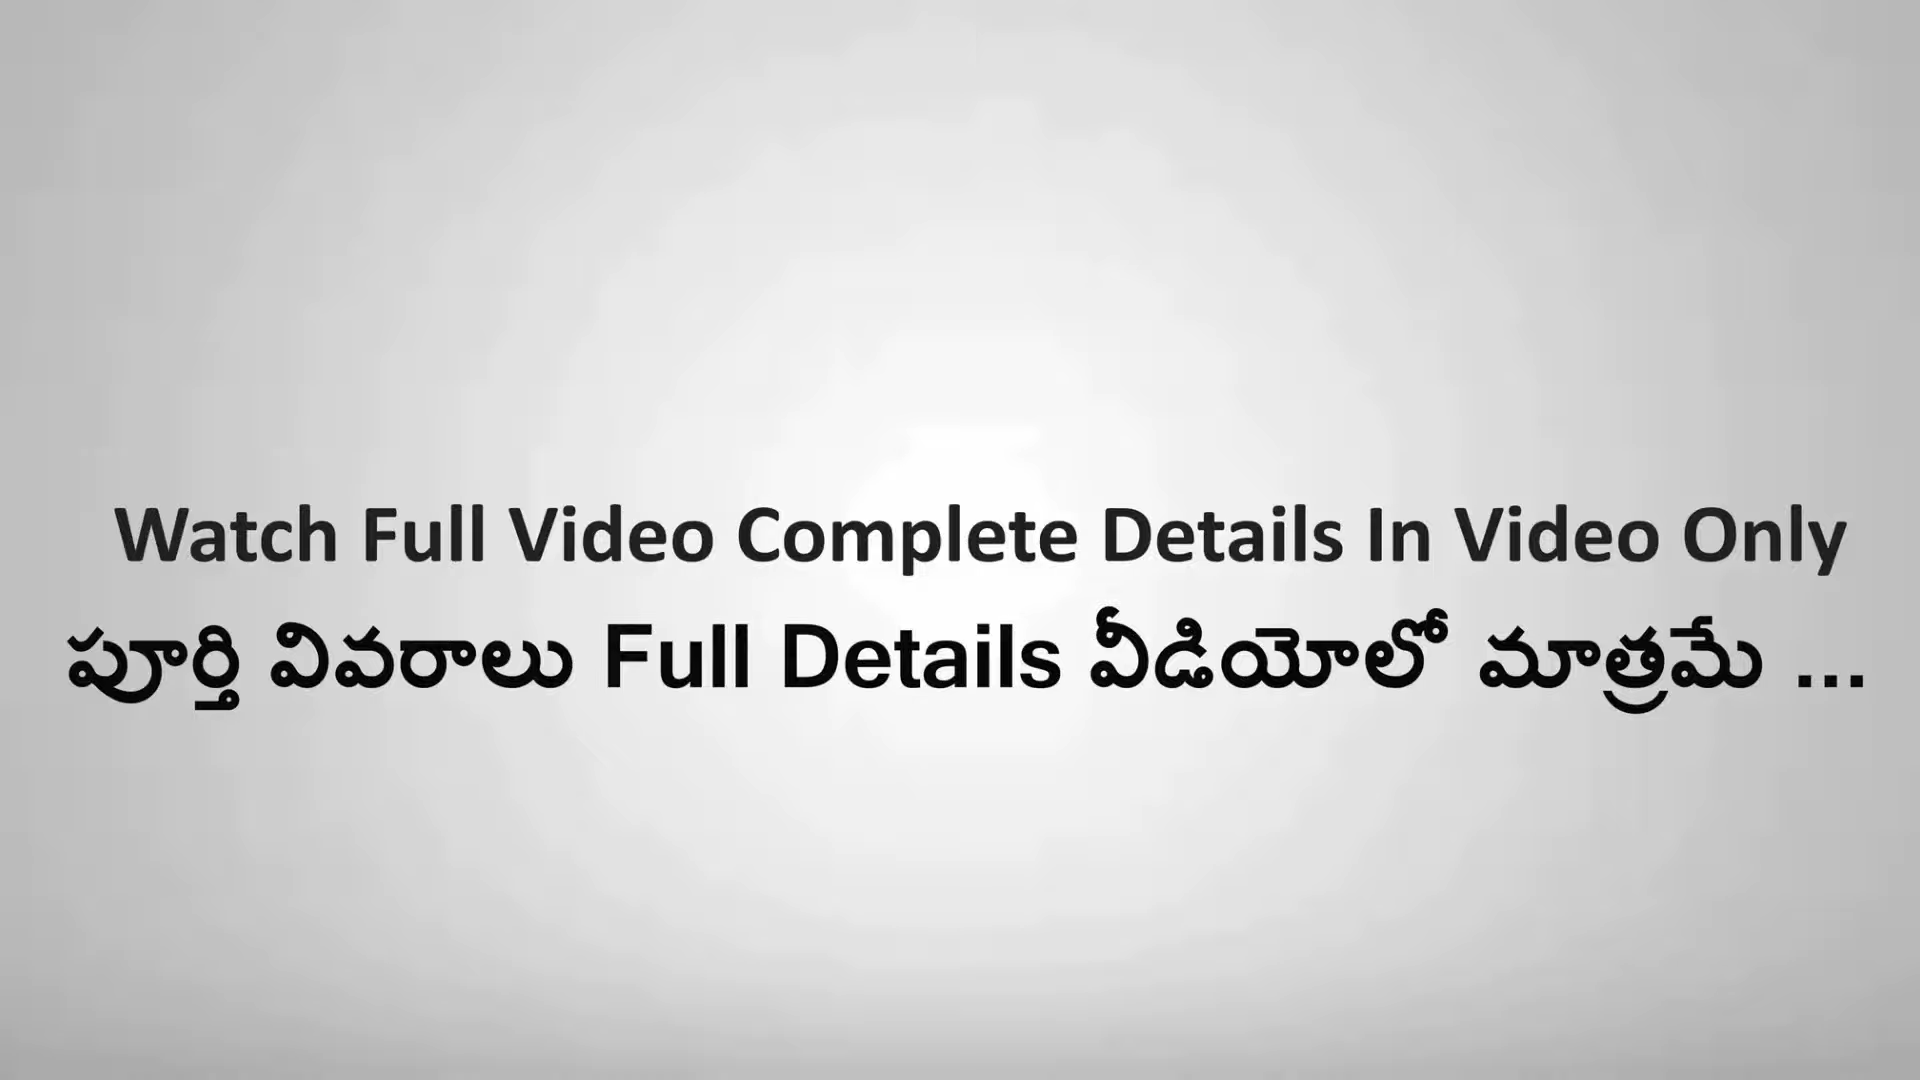 Watch Full Video Complete Details In Video Only
పూర్తి వివరాలు Full Details వీడియోలో మాత్రమే ...